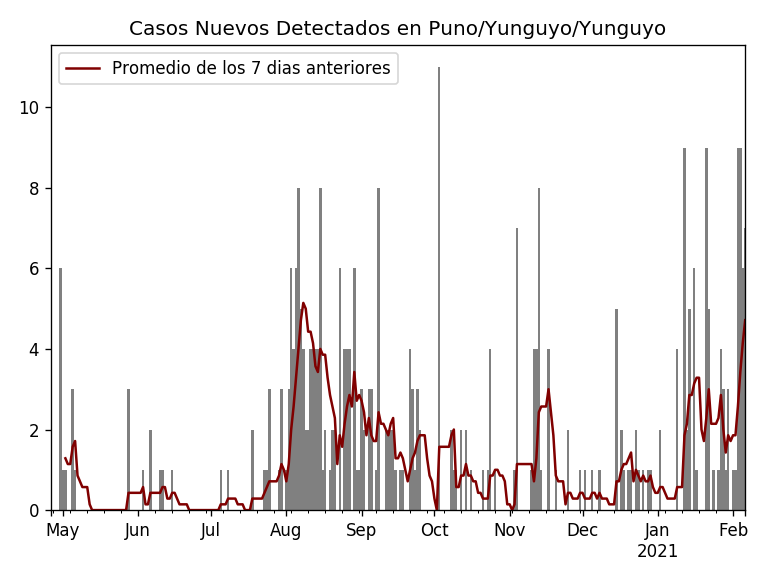 Casos Nuevos Detectados en Puno/Yunguyo/Yunguyo
Promedio de los 7 dias anteriores
10
8
6
4
2
0
May Jun Jul Aug Sep Oct Nov Dec Jan Feb
2021